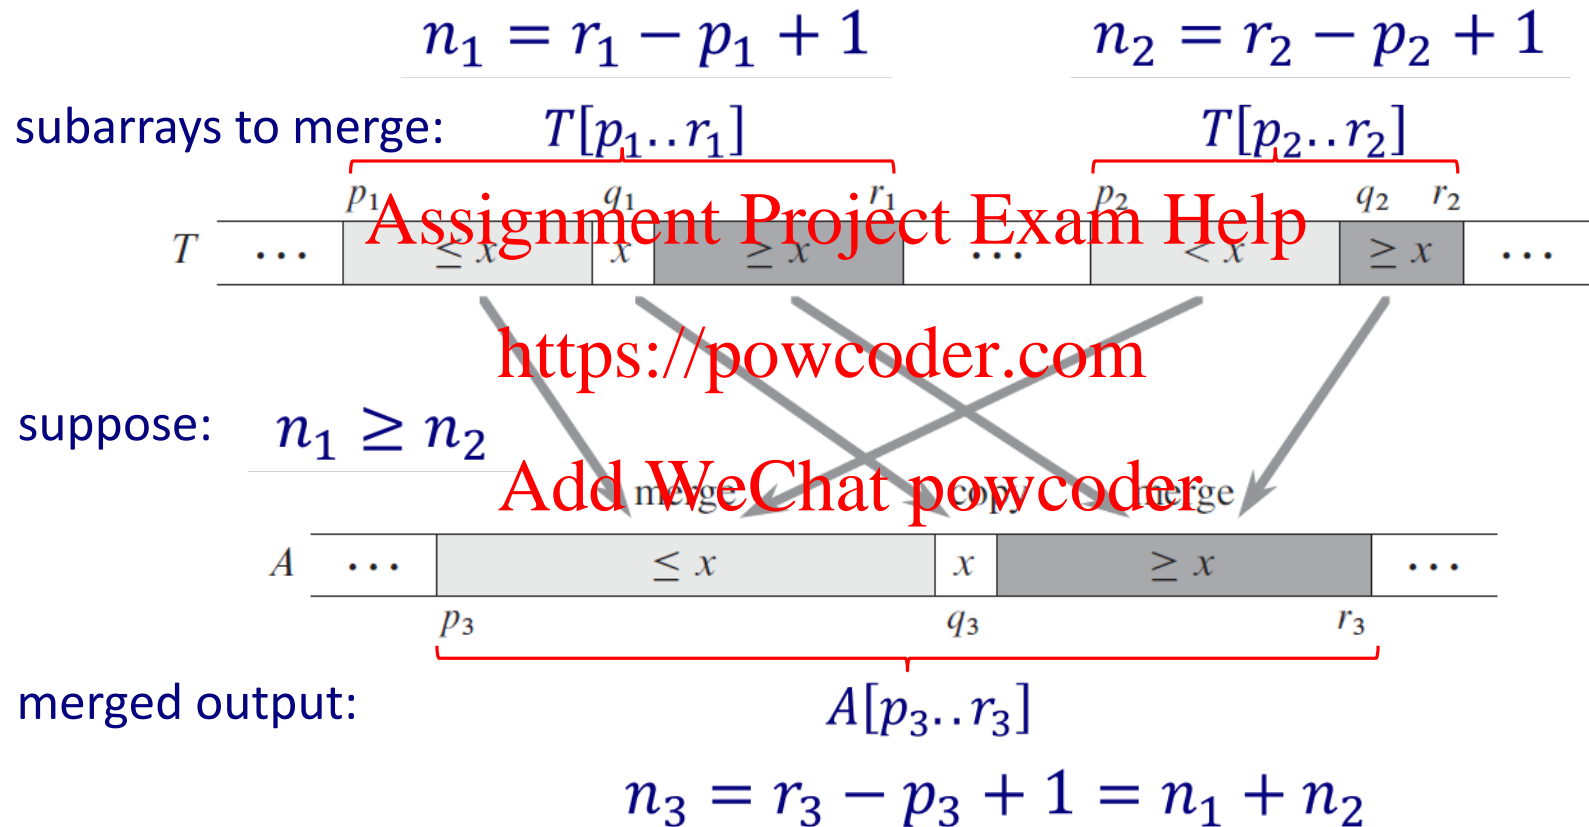 n₁ = r₁ − p₁ + 1 n₂ = r₂ − p₂ + 1
subarrays to merge: T[p₁..r₁] T[p₂..r₂]
p₁ q₁ r₁ p₂ q₂ r₂
Assignment Project Exam Help
T ··· ≤ x x ≥ x ··· < x ≥ x ···
https://powcoder.com
suppose: n₁ ≥ n₂
merge copy merge
Add WeChat powcoder
A ··· ≤ x x ≥ x ···
p₃ q₃ r₃
merged output: A[p₃..r₃]
n₃ = r₃ − p₃ + 1 = n₁ + n₂